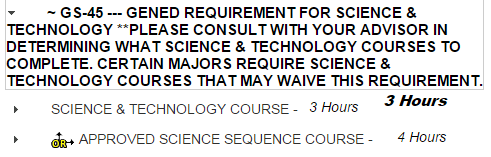 ~ GS-45 --- GENED REQUIREMENT FOR SCIENCE &
TECHNOLOGY **PLEASE CONSULT WITH YOUR ADVISOR IN
DETERMINING WHAT SCIENCE & TECHNOLOGY COURSES TO
COMPLETE. CERTAIN MAJORS REQUIRE SCIENCE &
TECHNOLOGY COURSES THAT MAY WAIVE THIS REQUIREMENT.
SCIENCE & TECHNOLOGY COURSE - 3 Hours 3 Hours
OR APPROVED SCIENCE SEQUENCE COURSE - 4 Hours